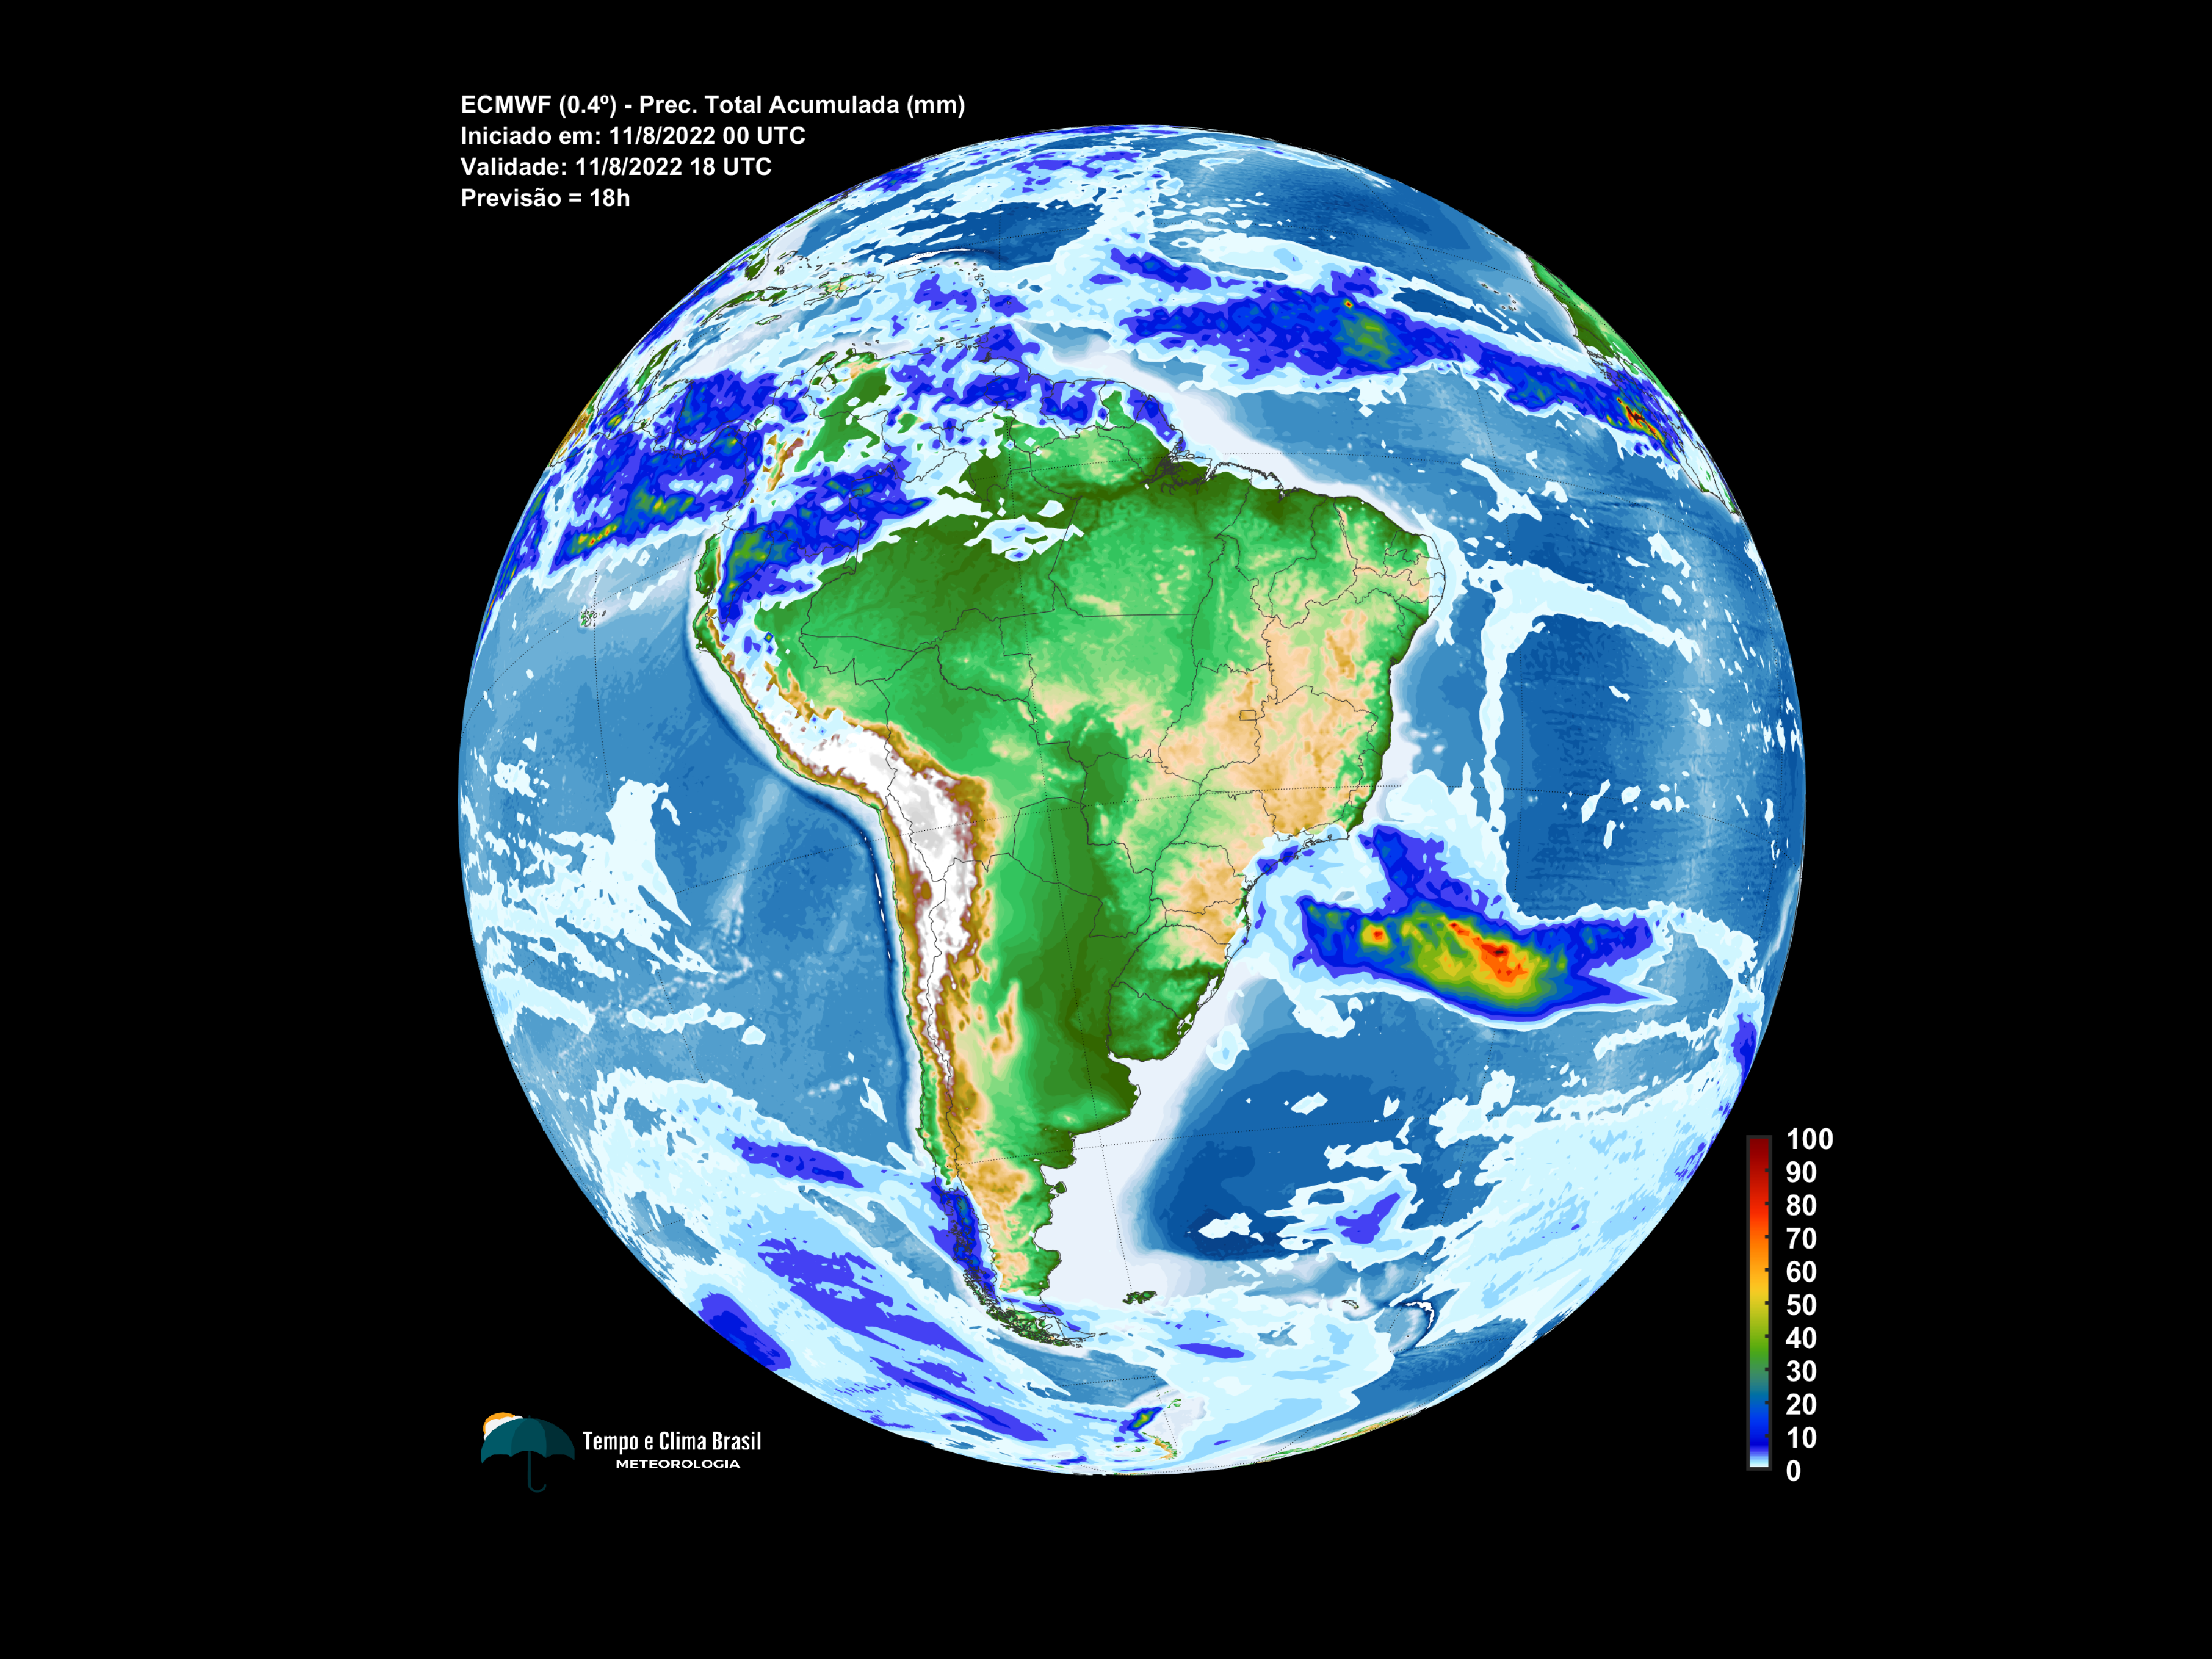 ECMWF (0.4º) - Prec. Total Acumulada (mm)
Iniciado em: 11/8/2022 00 UTC
Validade: 11/8/2022 18 UTC
Previsão = 18h
100
90
80
70
60
50
40
30
20
10
0
Tempo e Clima Brasil
METEOROLOGIA